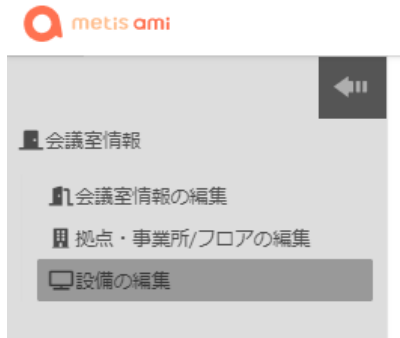 metis ami
会議室情報
会議室情報の編集
拠点・事業所/フロアの編集
設備の編集